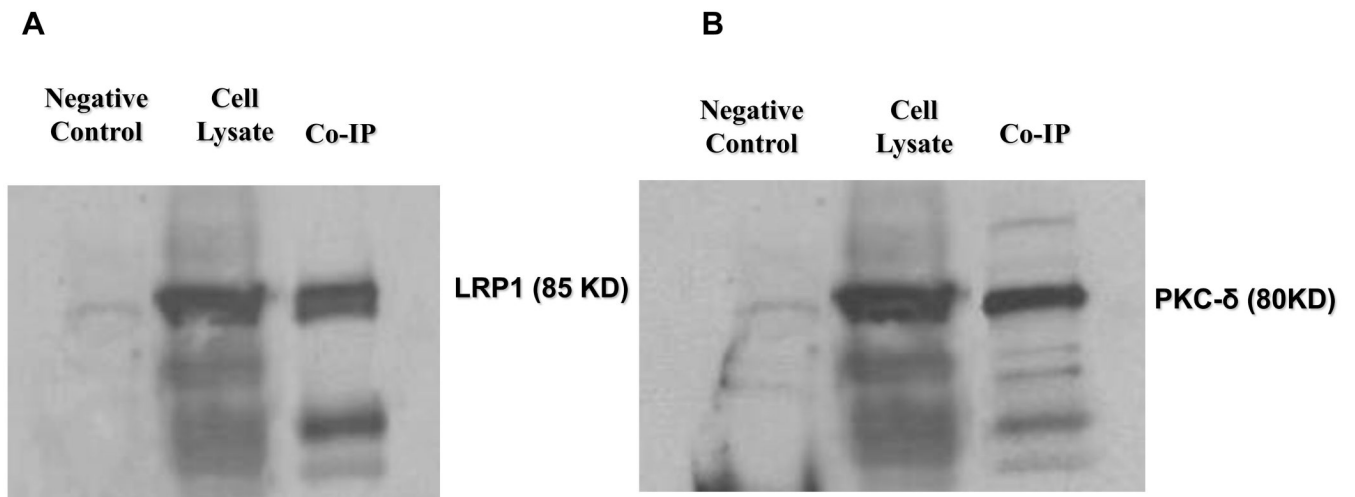 A
B
Negative Control
Cell Lysate
Co-IP
Negative Control
Cell Lysate
Co-IP
LRP1 (85 KD)
PKC-δ (80KD)